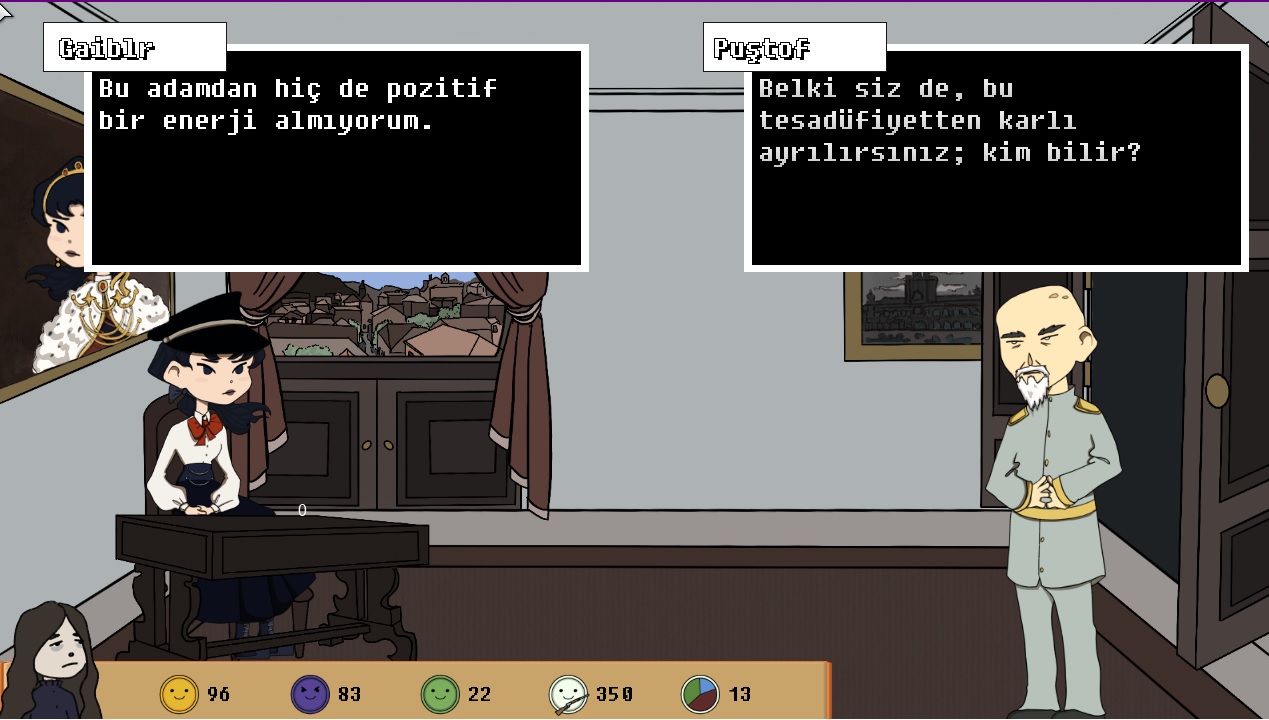 Gaiblr
Bu adamdan hiç de pozitif
bir enerji almıyorum.
Puştof
Belki siz de, bu
tesadüfiyetten karlı
ayrılırsınız; kim bilir?
0
96
83
22
350
13